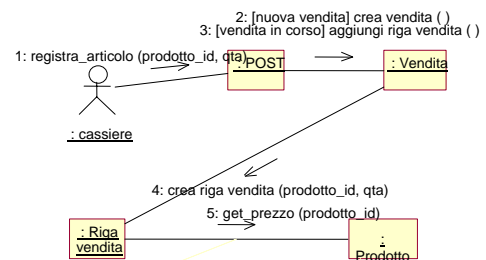 2: [nuova vendita] crea vendita ( )
3: [vendita in corso] aggiungi riga vendita ( )
1: registra_articolo (prodotto_id, qta)
: POST
: Vendita
: cassiere
4: crea riga vendita (prodotto_id, qta)
5: get_prezzo (prodotto_id)
: Riga
vendita
:
Prodotto